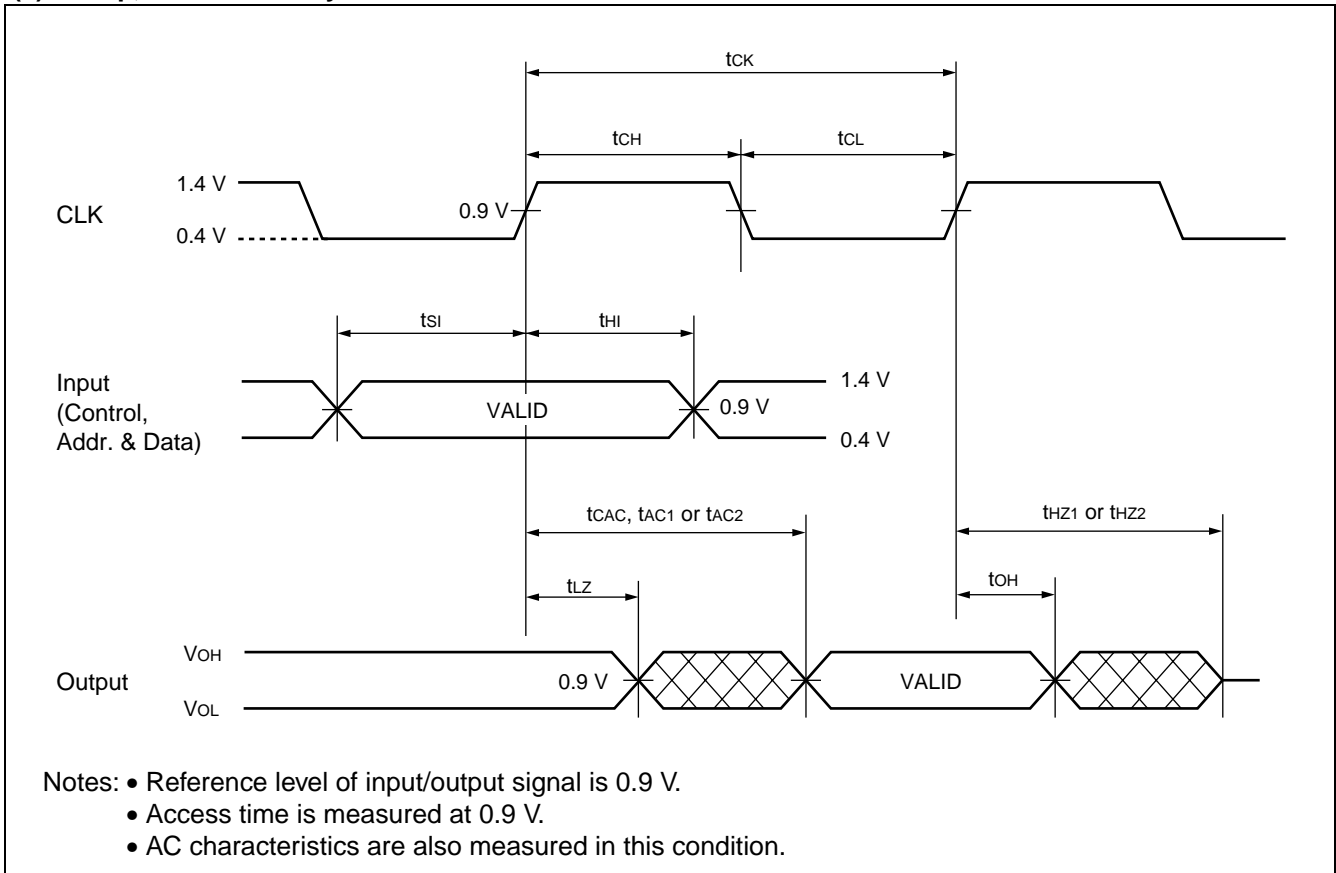 tCK
tCH
tCL
1.4 V
CLK
0.9 V
0.4 V
tSI
tHI
Input
(Control,
Addr. & Data)
VALID
1.4 V
0.9 V
0.4 V
tCAC, tAC1 or tAC2
tHZ1 or tHZ2
tLZ
tOH
VOH
Output
0.9 V
VALID
VOL
Notes: • Reference level of input/output signal is 0.9 V.
• Access time is measured at 0.9 V.
• AC characteristics are also measured in this condition.